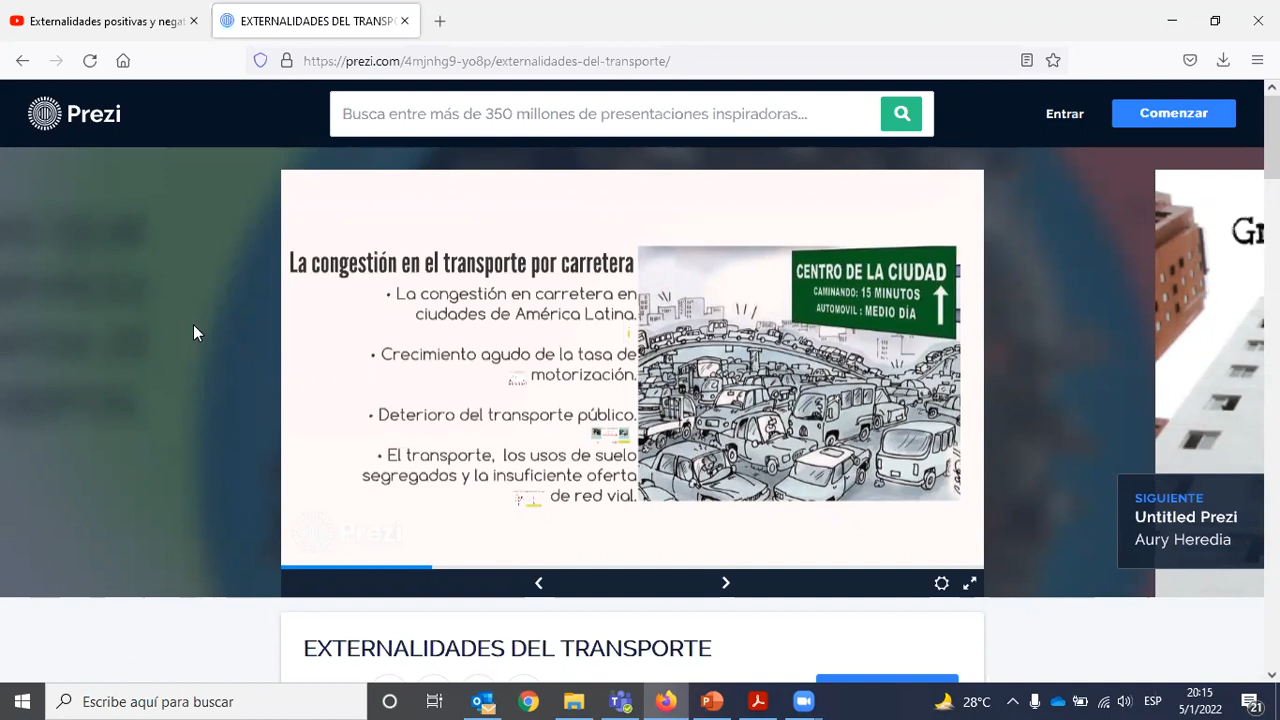 Externalidades positivas y negat
EXTERNALIDADES DEL TRANSP
https://prezi.com/4mjnhg9-yo8p/externalidades-del-transporte/
Prezi
Busca entre más de 350 millones de presentaciones inspiradoras...
Entrar
Comenzar
La congestión en el transporte por carretera
• La congestión en carretera en
ciudades de América Latina.
• Crecimiento agudo de la tasa de
motorización.
• Deterioro del transporte público.
• El transporte, los usos de suelo
segregados y la insuficiente oferta
de red vial.
CENTRO DE LA CIUDAD
CAMINANDO: 15 MINUTOS
AUTOMOVIL : MEDIO DÍA
Prezi
Gr
SIGUIENTE
Untitled Prezi
Aury Heredia
EXTERNALIDADES DEL TRANSPORTE
Escribe aquí para buscar
28°C
ESP
20:15
5/1/2022
21